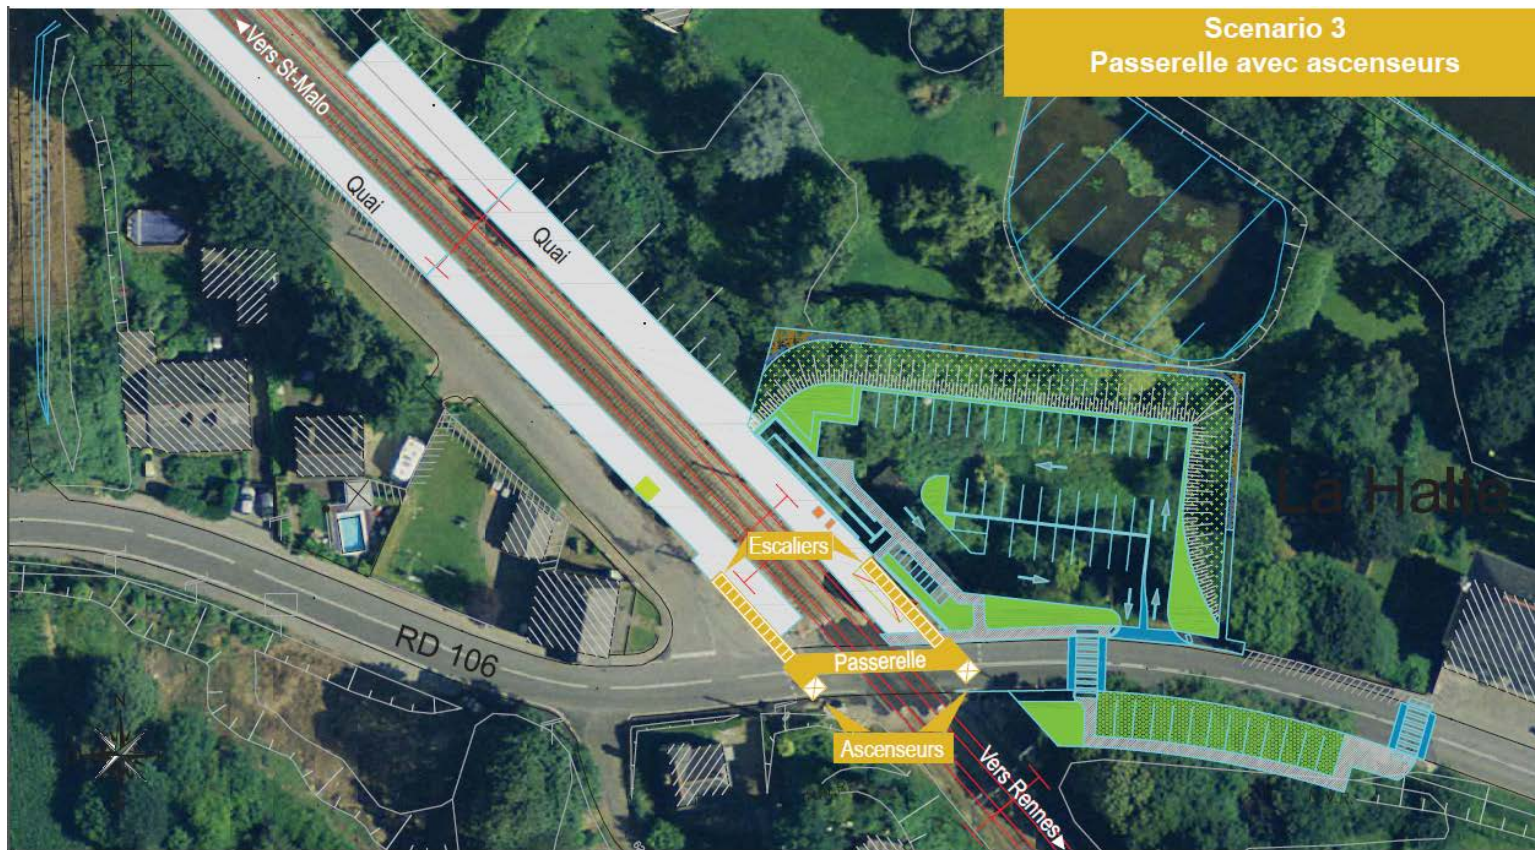 Scenario 3
Passerelle avec ascenseurs
◄Vers St-Malo
Quai
Quai
La Halte
Escaliers
RD 106
Passerelle
Ascenseurs
Vers Rennes►